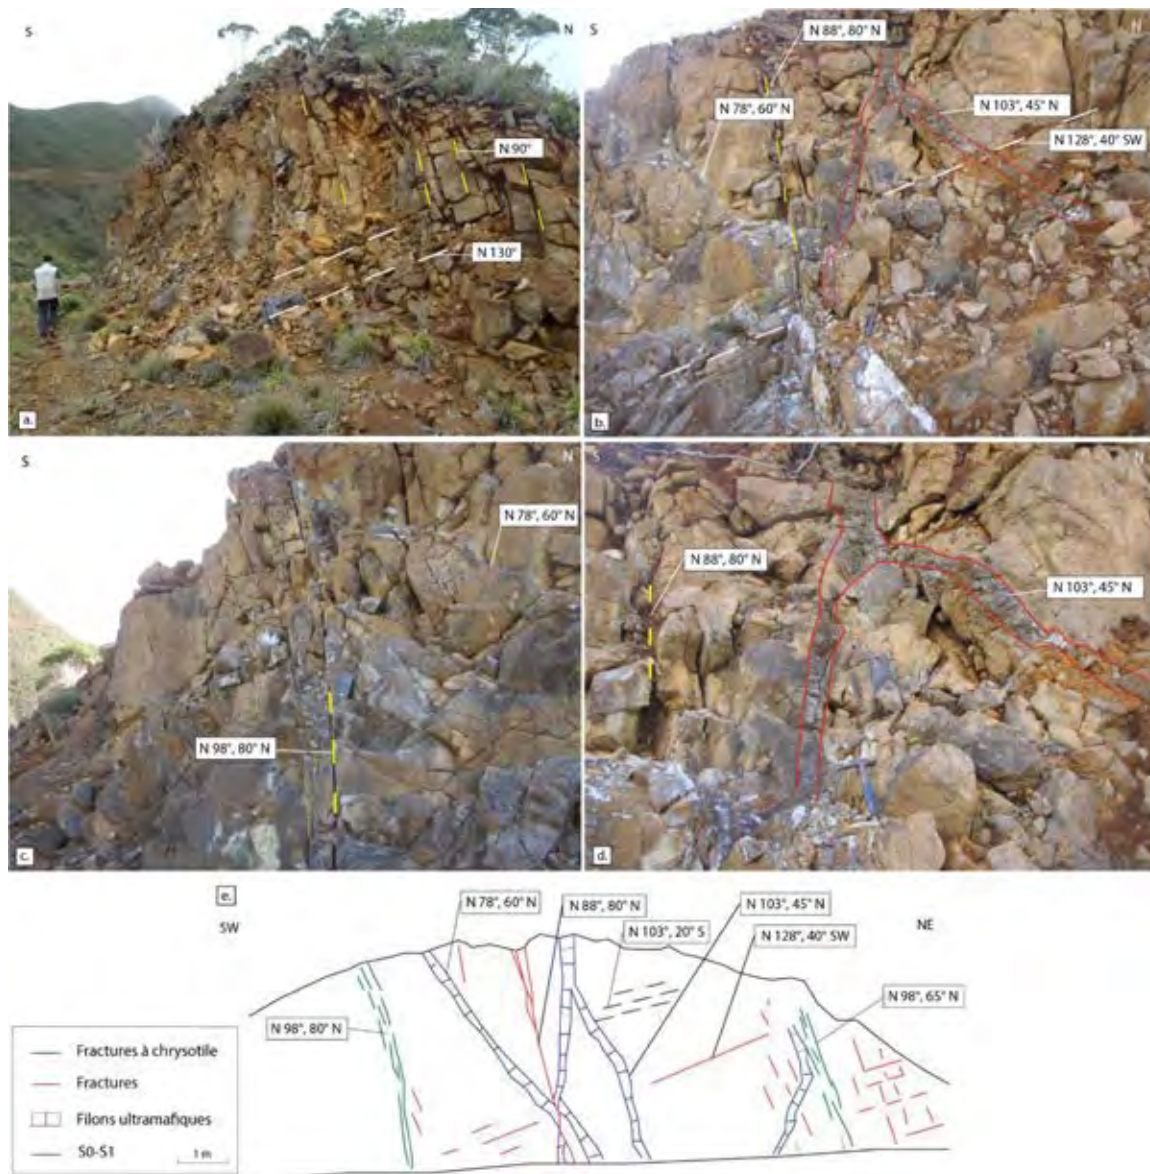 S
N
N 90°
N 130°
a.
S
N
N 88°, 80° N
N 78°, 60° N
N 103°, 45° N
N 128°, 40° SW
b.
S
N
N 78°, 60° N
N 98°, 80° N
c.
S
N
N 88°, 80° N
N 103°, 45° N
d.
e.
SW
NE
N 78°, 60° N
N 88°, 80° N
N 103°, 45° N
N 103°, 20° S
N 128°, 40° SW
N 98°, 80° N
N 98°, 65° N
Fractures à chrysotile
Fractures
Filons ultramafiques
S0-S1
1 m